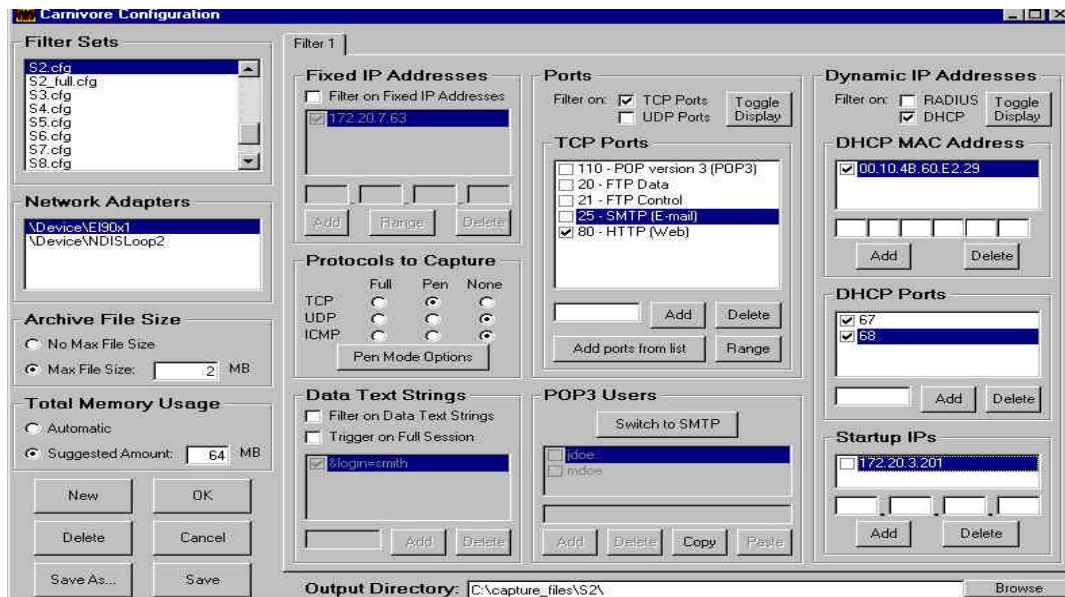 Carnivore Configuration
Filter Sets
S2.cfg
S2_full.cfg
S3.cfg
S4.cfg
S5.cfg
S6.cfg
S7.cfg
S8.cfg
Network Adapters
\Device\El90x1
\Device\NDISLoop2
Archive File Size
No Max File Size
Max File Size: 2 MB
Total Memory Usage
Automatic
Suggested Amount: 64 MB
New OK
Delete Cancel
Save As... Save
Filter 1
Fixed IP Addresses
Filter on Fixed IP Addresses
172.20.7.63
Add Range Delete
Protocols to Capture
Full Pen None
TCP
UDP
ICMP
Pen Mode Options
Data Text Strings
Filter on Data Text Strings
Trigger on Full Session
&login=smith
Add Delete
Ports
Filter on: TCP Ports
UDP Ports
Toggle Display
TCP Ports
110 - POP version 3 (POP3)
20 - FTP Data
21 - FTP Control
25 - SMTP (E-mail)
80 - HTTP (Web)
Add Delete
Add ports from list Range
POP3 Users
Switch to SMTP
jdoe
mdoe
Add Delete Copy Paste
Dynamic IP Addresses
Filter on: RADIUS
DHCP
Toggle Display
DHCP MAC Address
00.10.4B.60.E2.29
Add Delete
DHCP Ports
67
68
Add Delete
Startup IPs
172.20.3.201
Add Delete
Output Directory: C:\capture_files\S2\ Browse